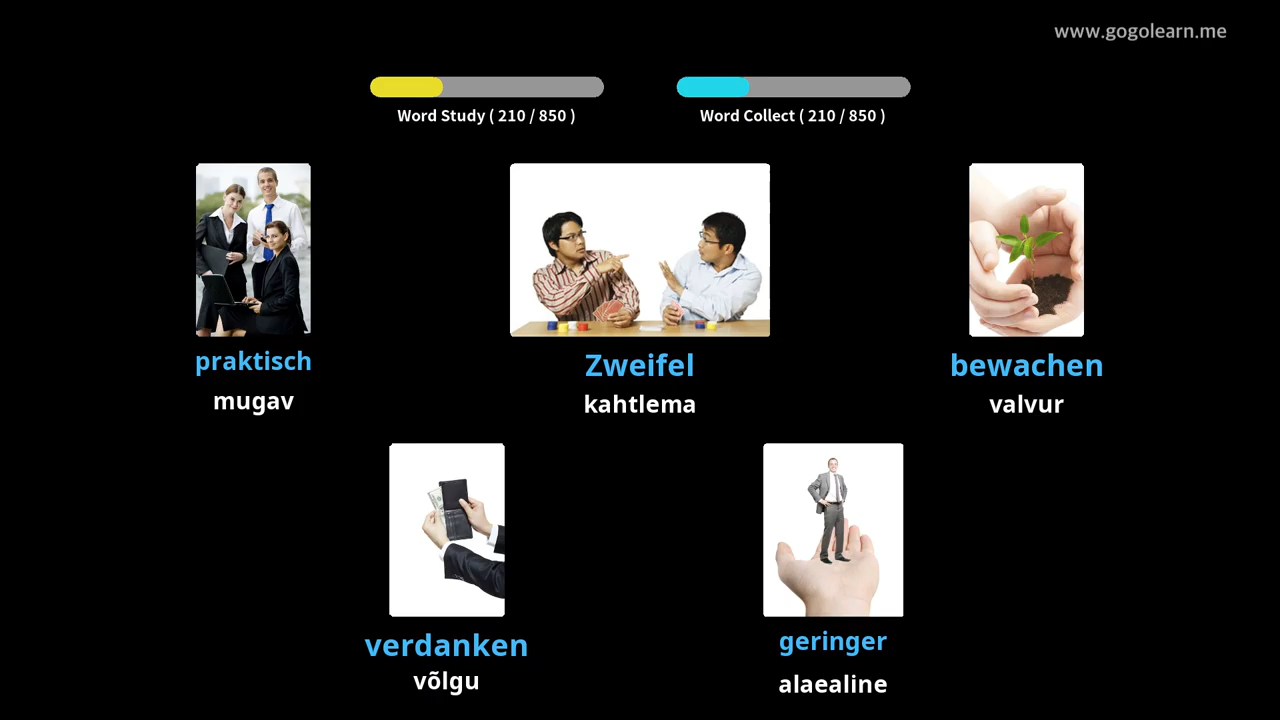 www.gogolearn.me
Word Study ( 210 / 850 )
Word Collect ( 210 / 850 )
praktisch
mugav
Zweifel
kahtlema
bewachen
valvur
verdanken
võlgu
geringer
alaealine